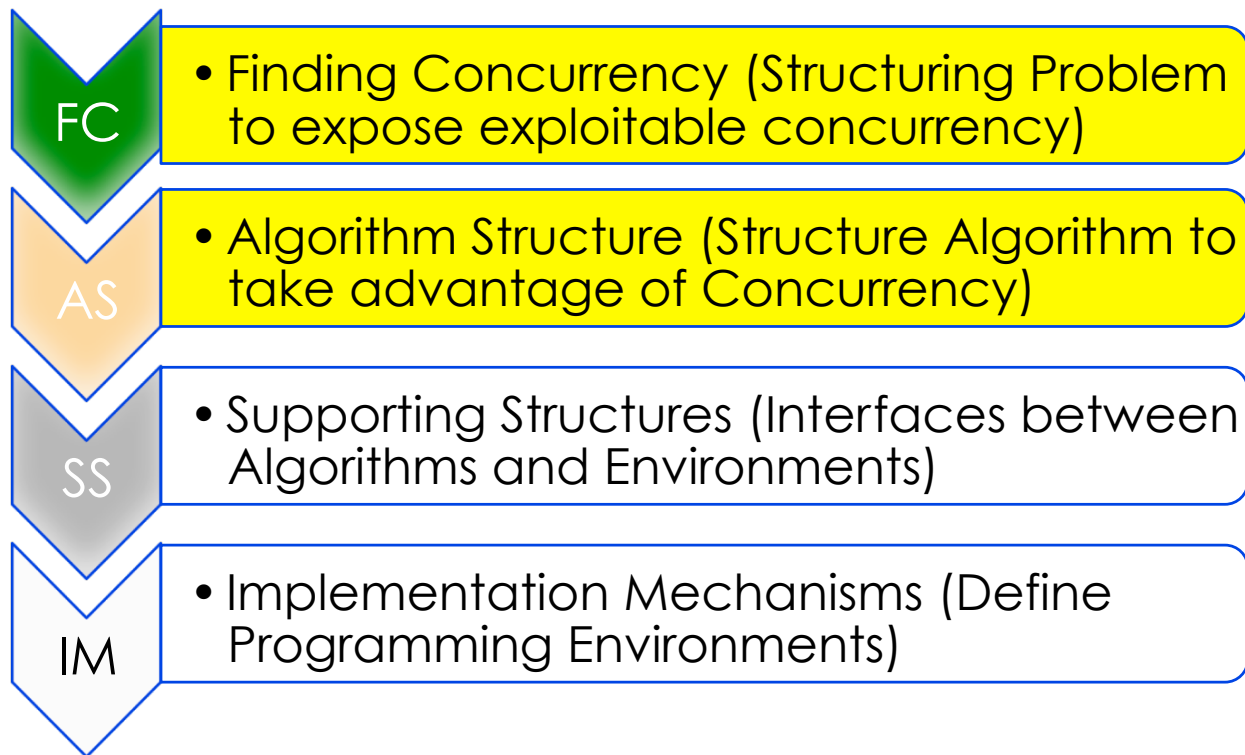 FC
• Finding Concurrency (Structuring Problem
to expose exploitable concurrency)
AS
• Algorithm Structure (Structure Algorithm to
take advantage of Concurrency)
SS
• Supporting Structures (Interfaces between
Algorithms and Environments)
IM
• Implementation Mechanisms (Define
Programming Environments)